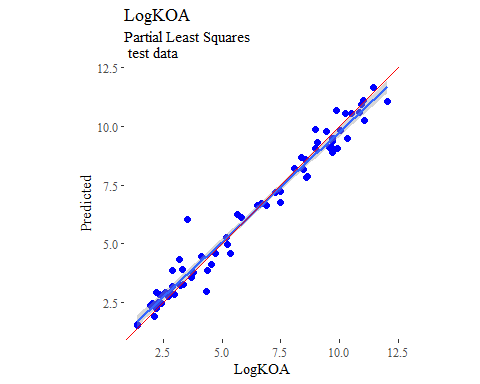 LogKOA
Partial Least Squares
test data
12.5
10.0
7.5
5.0
2.5
Predicted
2.5 5.0 7.5 10.0 12.5
LogKOA